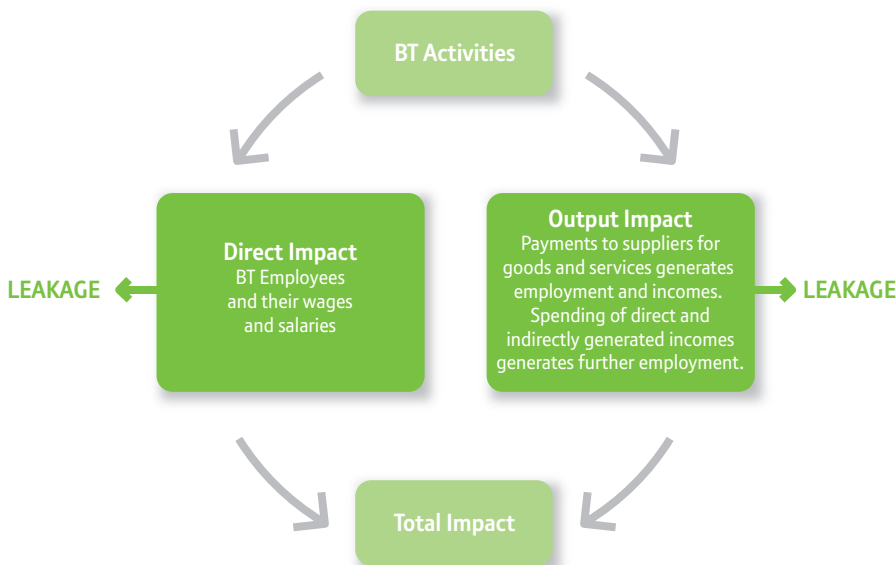 BT Activities
Direct Impact
BT Employees
and their wages
and salaries
LEAKAGE
Output Impact
Payments to suppliers for
goods and services generates
employment and incomes.
Spending of direct and
indirectly generated incomes
generates further employment.
LEAKAGE
Total Impact